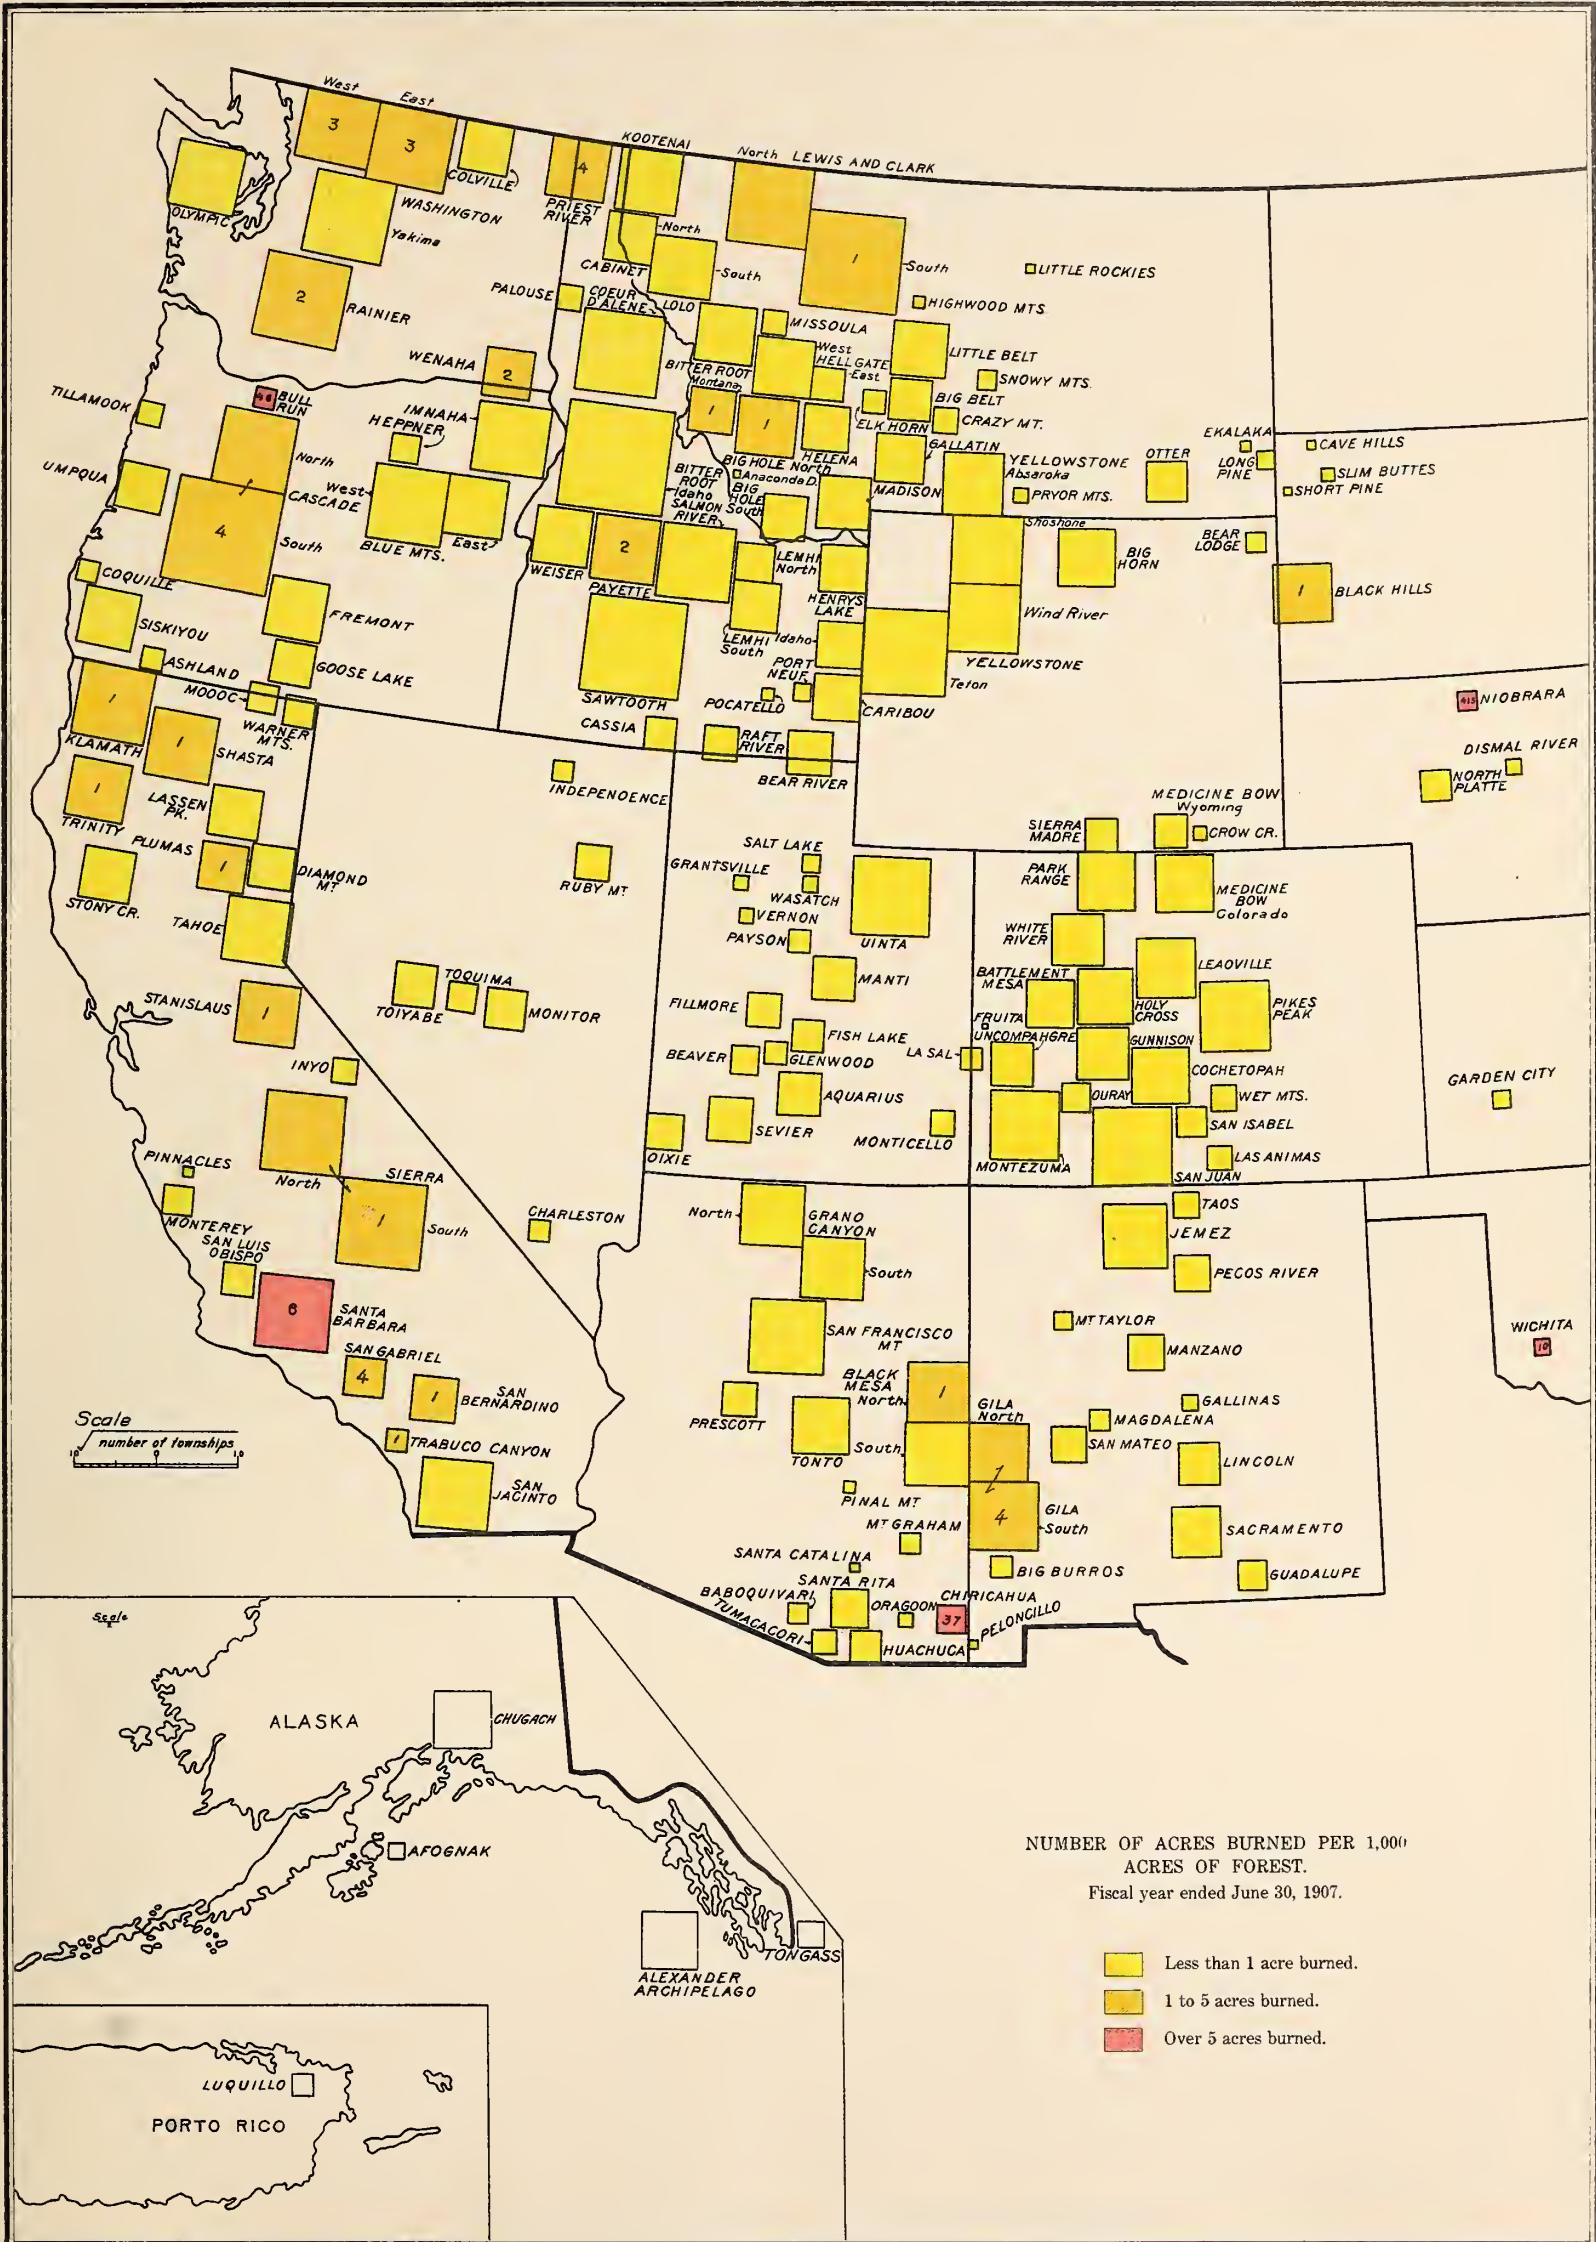 West
East
3
3
COLVILLE
OLYMPIC
WASHINGTON
Yakima
4
PRIEST
RIVER
KOOTENAI
North LEWIS AND CLARK
North
CABINET
South
1
South
LITTLE ROCKIES
HIGHWOOD MTS.
2
RAINIER
PALOUSE
COEUR
D'ALENE
LOLO
MISSOULA
West
HELLGATE
East
LITTLE BELT
SNOWY MTS.
WENAHA
2
BITTER ROOT
Montana
1
1
BIG BELT
ELK HORN
CRAZY MT.
TILLAMOOK
BULL
RUN
IMNAHA
HEPPNER
HELENA
GALLATIN
EKALAKA
CAVE HILLS
LONG
PINE
OTTER
SLIM BUTTES
SHORT PINE
UMPQUA
North
1
CASCADE
4
South
West
BLUE MTS.
East
BITTER
ROOT
Idaho
BIG HOLE North
Anaconda D.
BIG
HOLE
South
MADISON
YELLOWSTONE
Absaroka
PRYOR MTS.
SALMON
RIVER
WEISER
2
PAYETTE
LEMHI
North
HENRYS
LAKE
Shoshone
BIG
HORN
BEAR
LODGE
1
BLACK HILLS
COQUILLE
SISKIYOU
FREMONT
LEMHI
South
Idaho
Wind River
YELLOWSTONE
Teton
ASHLAND
GOOSE LAKE
MOOOC
WARNER
MTS.
SAWTOOTH
PORT
NEUF
POCATELLO
CARIBOU
NIOBRARA
1
KLAMATH
1
SHASTA
CASSIA
RAFT
RIVER
BEAR RIVER
DISMAL RIVER
NORTH
PLATTE
1
TRINITY
LASSEN
PK.
INDEPENOENCE
MEDICINE BOW
Wyoming
SIERRA
MADRE
CROW CR.
PLUMAS
1
DIAMOND
MT
STONY CR.
RUBY MT.
SALT LAKE
GRANTSVILLE
WASATCH
VERNON
PAYSON
UINTA
PARK
RANGE
MEDICINE
BOW
Colorado
TAHOE
WHITE
RIVER
TOQUIMA
TOIYABE
MONITOR
MANTI
BATTLEMENT
MESA
LEAOVILLE
STANISLAUS
1
FILLMORE
FISH LAKE
FRUITA
UNCOMPAHGRE
HOLY
CROSS
PIKES
PEAK
INYO
BEAVER
GLENWOOD
LA SAL
GUNNISON
COCHETOPAH
GARDEN CITY
AQUARIUS
OURAY
WET MTS.
SAN ISABEL
SEVIER
MONTICELLO
OIXIE
MONTEZUMA
LAS ANIMAS
SAN JUAN
PINNACLES
North
SIERRA
1
South
MONTEREY
SAN LUIS
OBISPO
CHARLESTON
North
GRANO
CANYON
South
TAOS
JEMEZ
PECOS RIVER
6
SANTA
BARBARA
SAN FRANCISCO
MT
MT TAYLOR
MANZANO
WICHITA
10
SAN GABRIEL
4
1
SAN
BERNARDINO
BLACK
MESA
North
1
PRESCOTT
GILA
North
GALLINAS
MAGDALENA
Scale
√ number of townships
10
0
10
1
TRABUCO CANYON
TONTO
South
1
SAN MATEO
LINCOLN
SAN
JACINTO
PINAL MT
4
GILA
South
MT GRAHAM
SACRAMENTO
SANTA CATALINA
BIG BURROS
GUADALUPE
SANTA RITA
BABOQUIVARI
ORAGOON
CHIRICAHUA
37
TUMACACORI
HUACHUCA
PELONCILLO
Scale
ALASKA
CHUGACH
AFOGNAK
TONGASS
ALEXANDER
ARCHIPELAGO
NUMBER OF ACRES BURNED PER 1,000
ACRES OF FOREST.
Fiscal year ended June 30, 1907.
Less than 1 acre burned.
1 to 5 acres burned.
Over 5 acres burned.
LUQUILLO
PORTO RICO